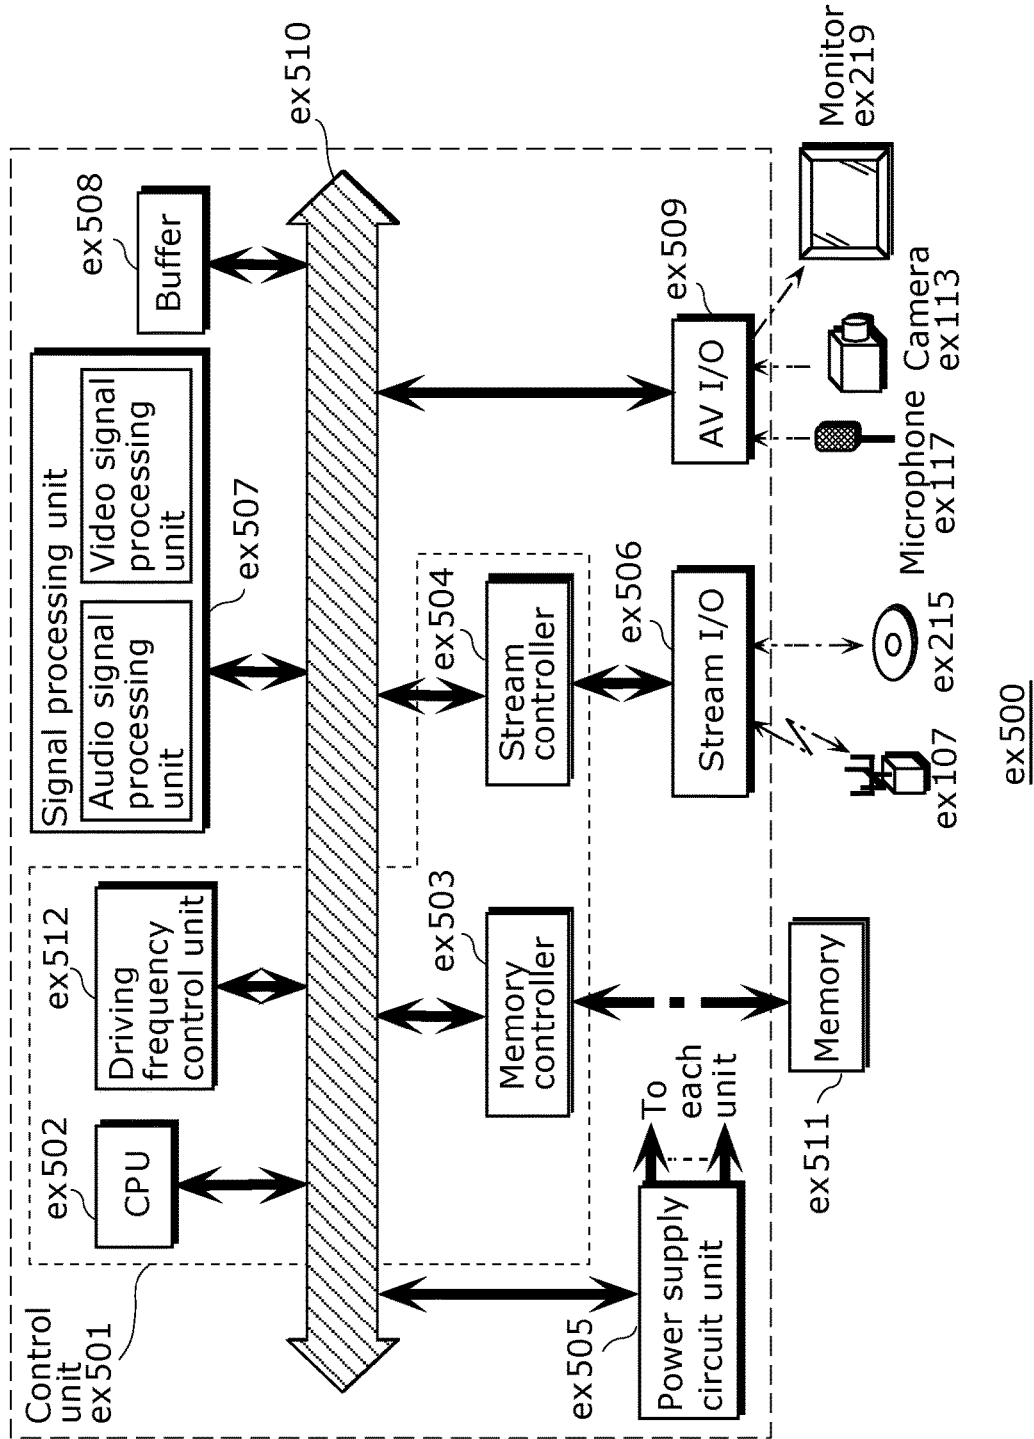 Control
unit
ex501
ex502
CPU
ex512
Driving
frequency
control unit
Signal processing unit
Audio signal
processing
unit
Video signal
processing
unit
ex507
ex508
Buffer
ex510
ex503
Memory
controller
ex504
Stream
controller
ex505
Power supply
circuit unit
To
each
unit
ex506
Stream I/O
ex509
AV I/O
ex511
Memory
ex107
ex215
Microphone
ex117
Camera
ex113
Monitor
ex219
ex500